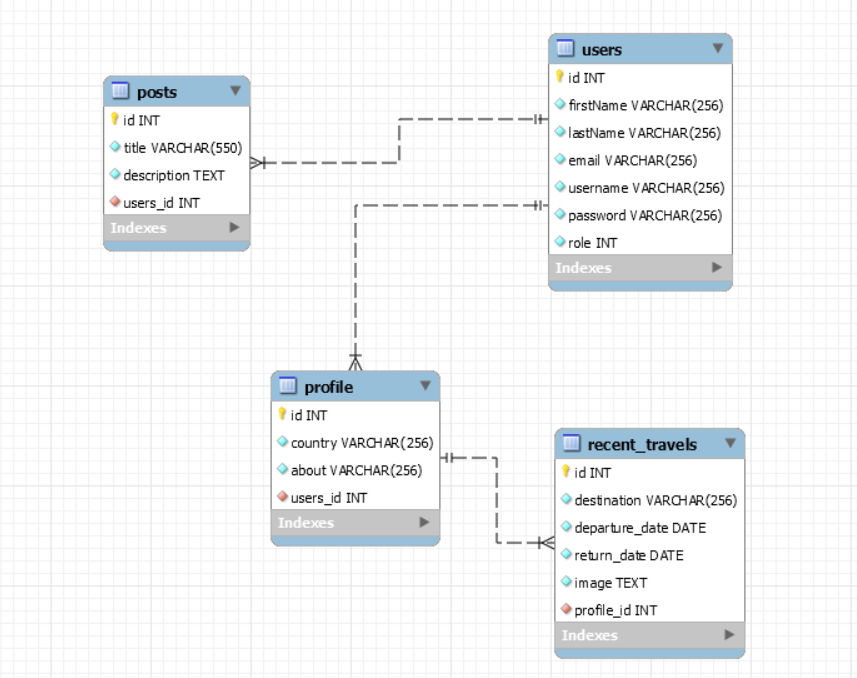 posts
id INT
title VARCHAR(550)
description TEXT
users_id INT
Indexes
users
id INT
firstName VARCHAR(256)
lastName VARCHAR(256)
email VARCHAR(256)
username VARCHAR(256)
password VARCHAR(256)
role INT
Indexes
profile
id INT
country VARCHAR(256)
about VARCHAR(256)
users_id INT
Indexes
recent_travels
id INT
destination VARCHAR(256)
departure_date DATE
return_date DATE
image TEXT
profile_id INT
Indexes